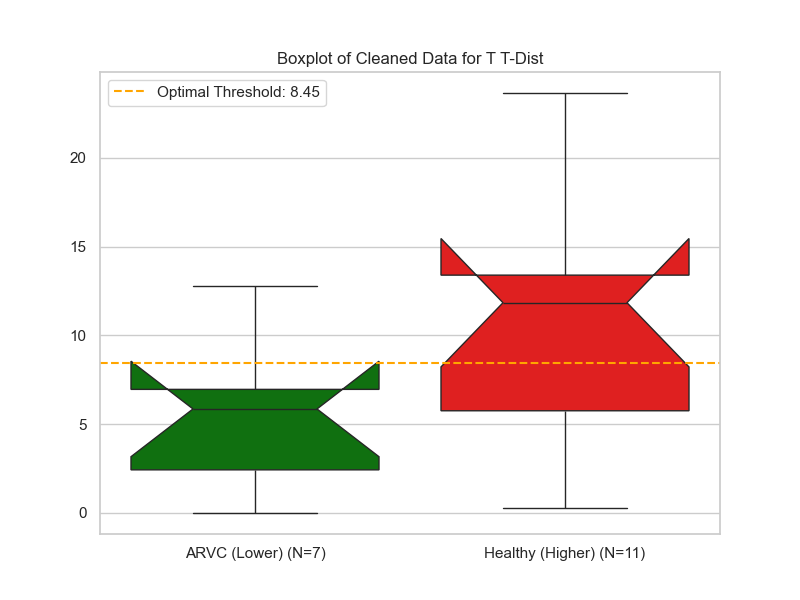 Boxplot of Cleaned Data for T T-Dist
Optimal Threshold: 8.45
20
15
10
5
0
ARVC (Lower) (N=7)
Healthy (Higher) (N=11)